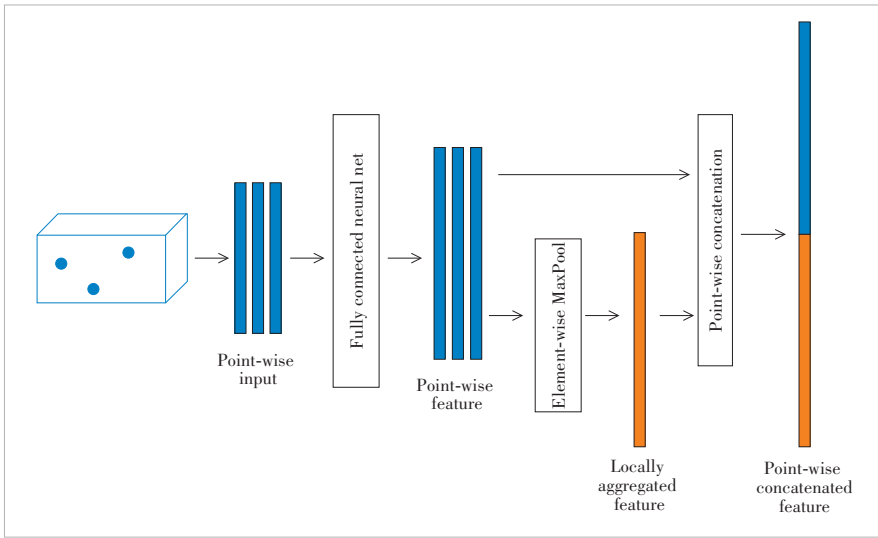 Point-wise
input
Fully connected neural net
Point-wise
feature
Element-wise MaxPool
Locally
aggregated
feature
Point-wise concatenation
Point-wise
concatenated
feature